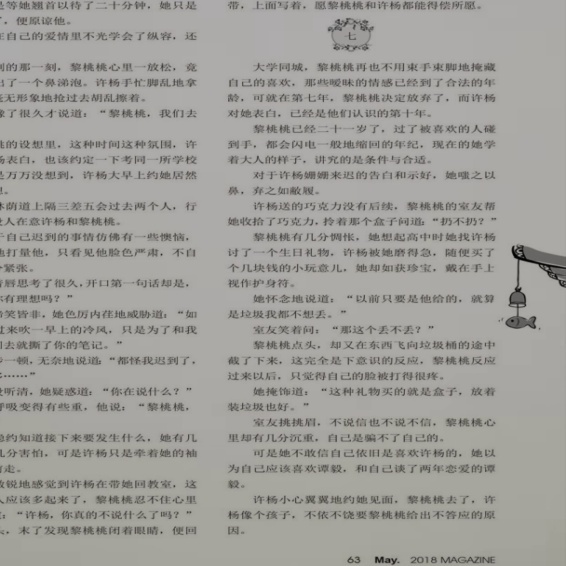 是等她翘首以待了二十分钟，她只是
了，便原谅他。
在自己的爱情里不光学会了纵容，还
到的那一刻，黎桃桃心里一放松，竟
出了一个鼻涕泡。许杨手忙脚乱地拿
毫无形象地抢过去胡乱擦着。
了很久才说道：“黎桃桃，我们去
的设想里，这种时间这种氛围，许
杨表白，也该约定一下考同一所学校
是万万没想到，许杨大早上约她居然
林荫道上隔三差五会过去两个人，行
没人在意许杨和黎桃桃。
于自己迟到的事情仿佛有一些懊恼，
地打量他，只看见他脸色严肃，不自
紧张。
唇思考了很久，开口第一句话却是，
有理想吗？”
笑皆非，她色厉内荏地威胁道：“如
过来吹一早上的冷风，只是为了和我
回去就撕了你的笔记。”
一顿，无奈地说道：“都怪我迟到了，
……”
听清，她疑惑道：“你在说什么？”
呼吸变得有些重，他说：“黎桃桃，
约知道接下来要发生什么，她有几
几分害怕，可是许杨只是牵着她的袖
走。
敏锐地感觉到许杨在带她回教室，这
人应该多起来了，黎桃桃忍不住心里
：“许杨，你真的不说什么了吗？”
头，末了发现黎桃桃闭着眼睛，便回
带，上面写着，愿黎桃桃和许杨都能得偿所愿。
七
大学同城，黎桃桃再也不用束手束脚地掩藏
自己的喜欢，那些暧昧的情感已经到了合法的年
龄，可就在第七年，黎桃桃决定放弃了，而许杨
对她表白，已经是他们认识的第十年。
黎桃桃已经二十一岁了，过了被喜欢的人碰
到手，都会闪电一般地缩回的年纪，现在的她学
着大人的样子，讲究的是条件与合适。
对于许杨姗姗来迟的告白和示好，她嗤之以
鼻，弃之如敝履。
许杨送的巧克力没有后续，黎桃桃的室友帮
她收拾了巧克力，拎着那个盒子问道：“扔不扔？”
黎桃桃有几分惆怅，她想起高中时她找许杨
讨了一个生日礼物，许杨被她磨得急，随便买了
个几块钱的小玩意儿，她却如获珍宝，戴在手上
视作护身符。
她怀念地说道：“以前只要是他给的，就算
是垃圾我都不想丢。”
室友笑着问：“那这个丢不丢？”
黎桃桃点头，却又在东西飞向垃圾桶的途中
截了下来，这完全是下意识的反应，黎桃桃反应
过来以后，只觉得自己的脸被打得很疼。
她掩饰道：“这种礼物买的就是盒子，放着
装垃圾也好。”
室友挑挑眉，不说信也不说不信，黎桃桃心
里却有几分沉重，自己是骗不了自己的。
可是她不敢信自己依旧是喜欢许杨的，她以
为自己应该喜欢谭毅，和自己谈了两年恋爱的谭
毅。
许杨小心翼翼地约她见面，黎桃桃去了，许
杨像个孩子，不依不饶要黎桃桃给出不答应的原
因。
63 May. 2018 MAGAZINE